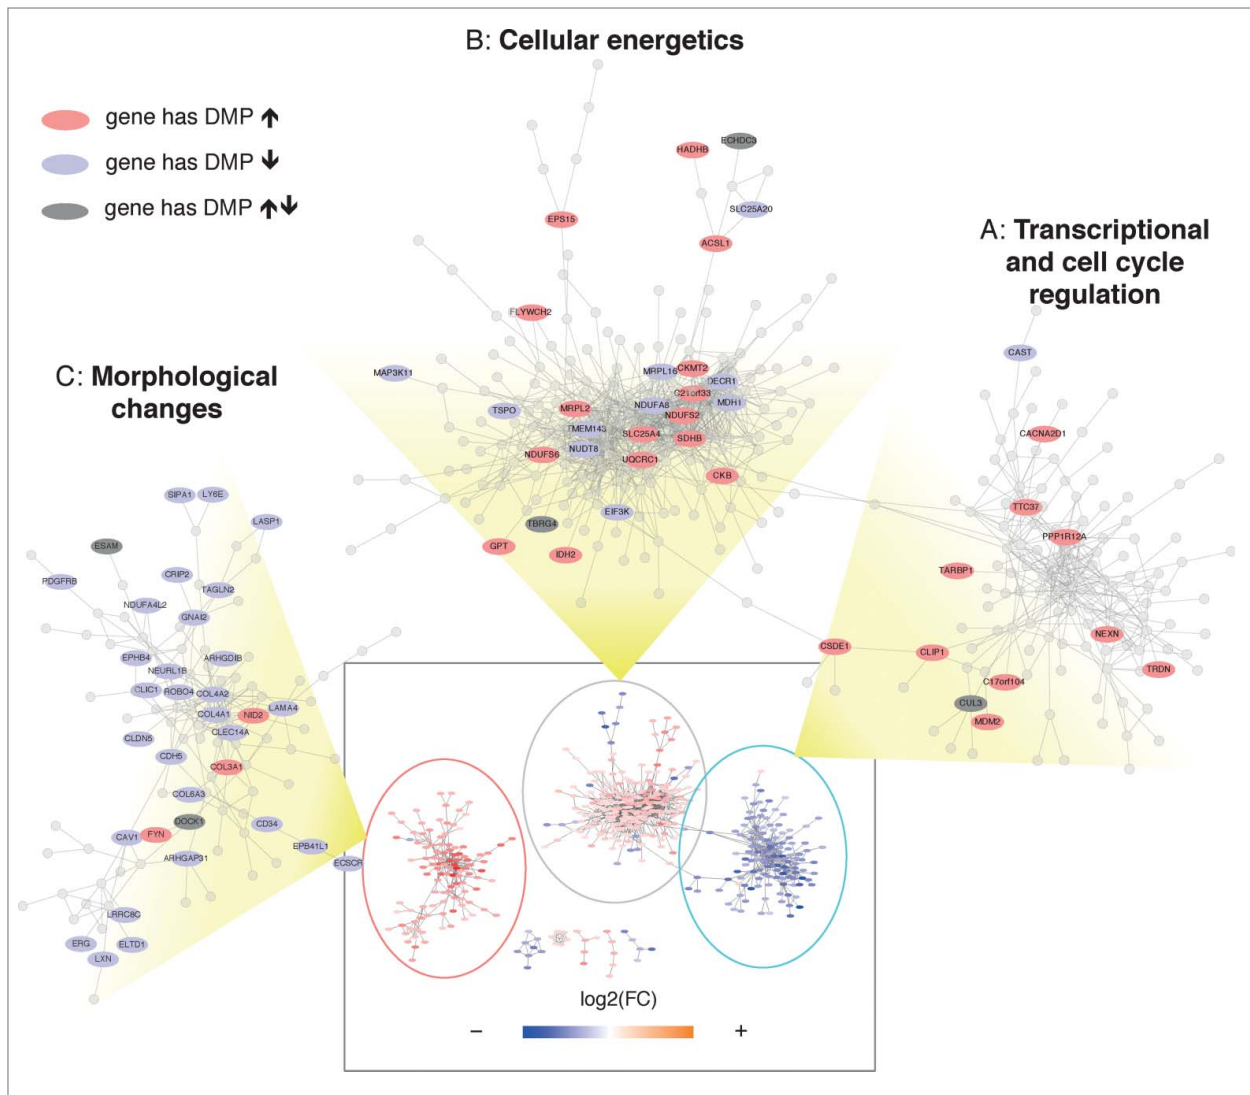 B: Cellular energetics
gene has DMP ↑
gene has DMP ↓
gene has DMP ↑↓
A: Transcriptional
and cell cycle
regulation
C: Morphological
changes
HADHB
ECHDC3
EPS15
SLC25A20
ACSL1
FLYWCH2
MAP3K11
MRPL16
CKMT2
DECR1
C21orf33
MDH1
TSPO
MRPL2
NDUFA8
NDUFS2
TMEM143
SLC25A4
SDHB
NUDT8
NDUFS6
UQCRC1
CKB
EIF3K
TBRG4
GPT
IDH2
CAST
CACNA2D1
TTC37
PPP1R12A
TARBP1
NEXN
CSDE1
CLIP1
TRDN
C17orf104
CUL3
MDM2
SIPA1
LY6E
LASP1
ESAM
PDGFRB
CRIP2
TAGLN2
NDUFA4L2
GNAI2
EPHB4
ARHGDIB
NEURL1B
CLIC1
ROBO4
COL4A2
LAMA4
COL4A1
NID2
CLEC14A
CLDN5
CDH5
COL3A1
COL6A3
DOCK1
CD34
CAV1
FYN
EPB41L1
ARHGAP31
ECSCR
LRRC8C
ERG
ELTD1
LXN
log2(FC)
– +